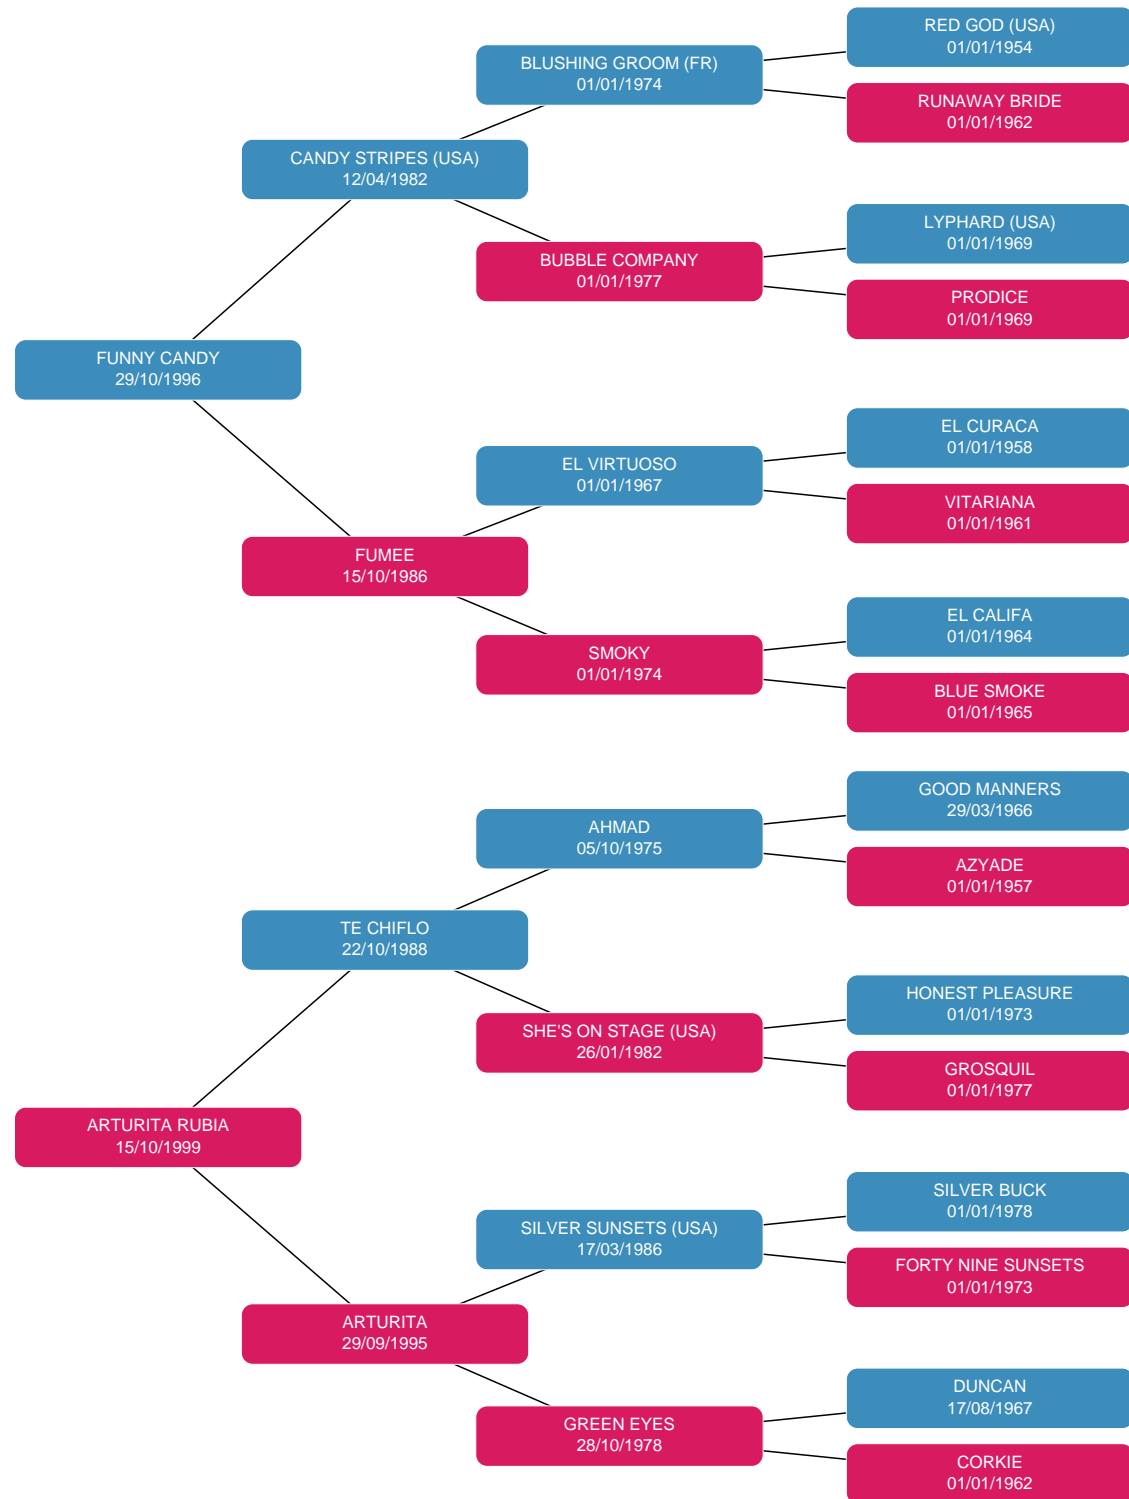 RED GOD (USA)
01/01/1954
BLUSHING GROOM (FR)
01/01/1974
RUNAWAY BRIDE
01/01/1962
CANDY STRIPES (USA)
12/04/1982
LYPHARD (USA)
01/01/1969
BUBBLE COMPANY
01/01/1977
PRODICE
01/01/1969
FUNNY CANDY
29/10/1996
EL CURACA
01/01/1958
EL VIRTUOSO
01/01/1967
VITARIANA
01/01/1961
FUMEE
15/10/1986
EL CALIFA
01/01/1964
SMOKY
01/01/1974
BLUE SMOKE
01/01/1965
GOOD MANNERS
29/03/1966
AHMAD
05/10/1975
AZYADE
01/01/1957
TE CHIFLO
22/10/1988
HONEST PLEASURE
01/01/1973
SHE'S ON STAGE (USA)
26/01/1982
GROSQUIL
01/01/1977
ARTURITA RUBIA
15/10/1999
SILVER BUCK
01/01/1978
SILVER SUNSETS (USA)
17/03/1986
FORTY NINE SUNSETS
01/01/1973
ARTURITA
29/09/1995
DUNCAN
17/08/1967
GREEN EYES
28/10/1978
CORKIE
01/01/1962